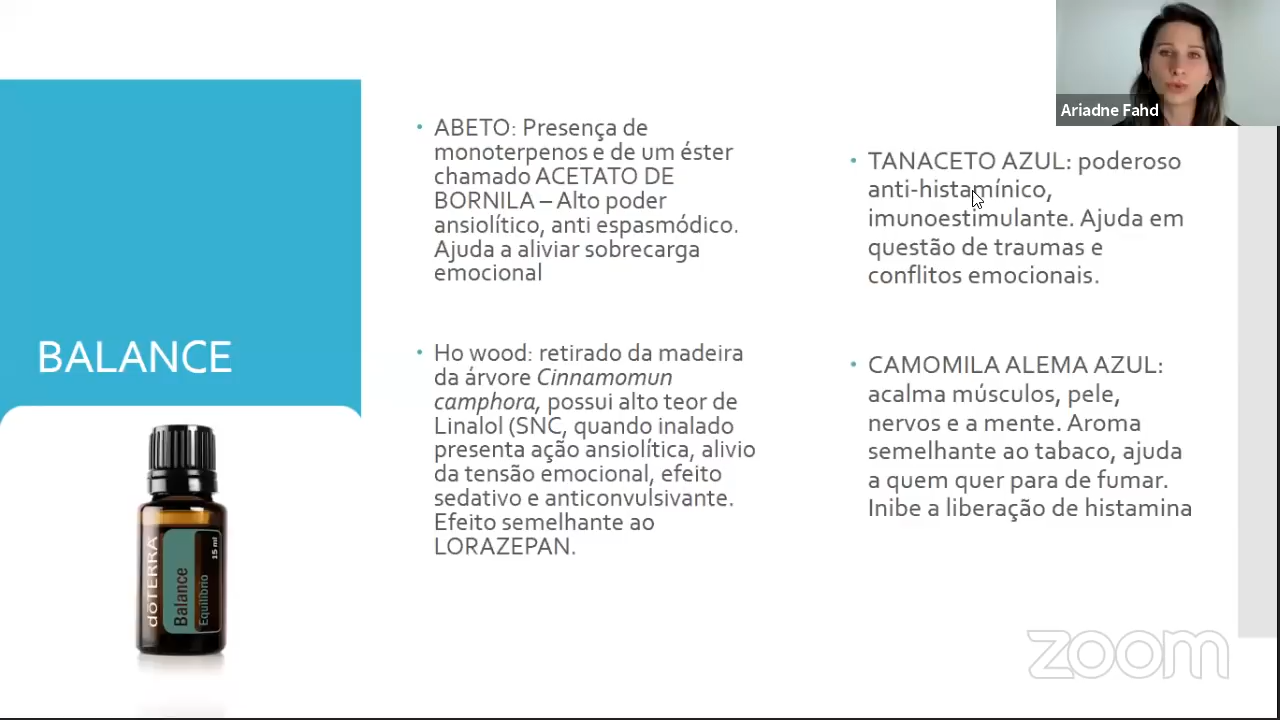 Ariadne Fahd
BALANCE
• ABETO: Presença de
monoterpenos e de um éster
chamado ACETATO DE
BORNILA – Alto poder
ansiolítico, anti espasmódico.
Ajuda a aliviar sobrecarga
emocional
• Ho wood: retirado da madeira
da árvore Cinnamomun
camphora, possui alto teor de
Linalol (SNC, quando inalado
presenta ação ansiolítica, alivio
da tensão emocional, efeito
sedativo e anticonvulsivante.
Efeito semelhante ao
LORAZEPAN.
• TANACETO AZUL: poderoso
anti-histamínico,
imunoestimulante. Ajuda em
questão de traumas e
conflitos emocionais.
• CAMOMILA ALEMA AZUL:
acalma músculos, pele,
nervos e a mente. Aroma
semelhante ao tabaco, ajuda
a quem quer para de fumar.
Inibe a liberação de histamina
dōTERRA
Balance
Equilíbrio
15 ml
zoom